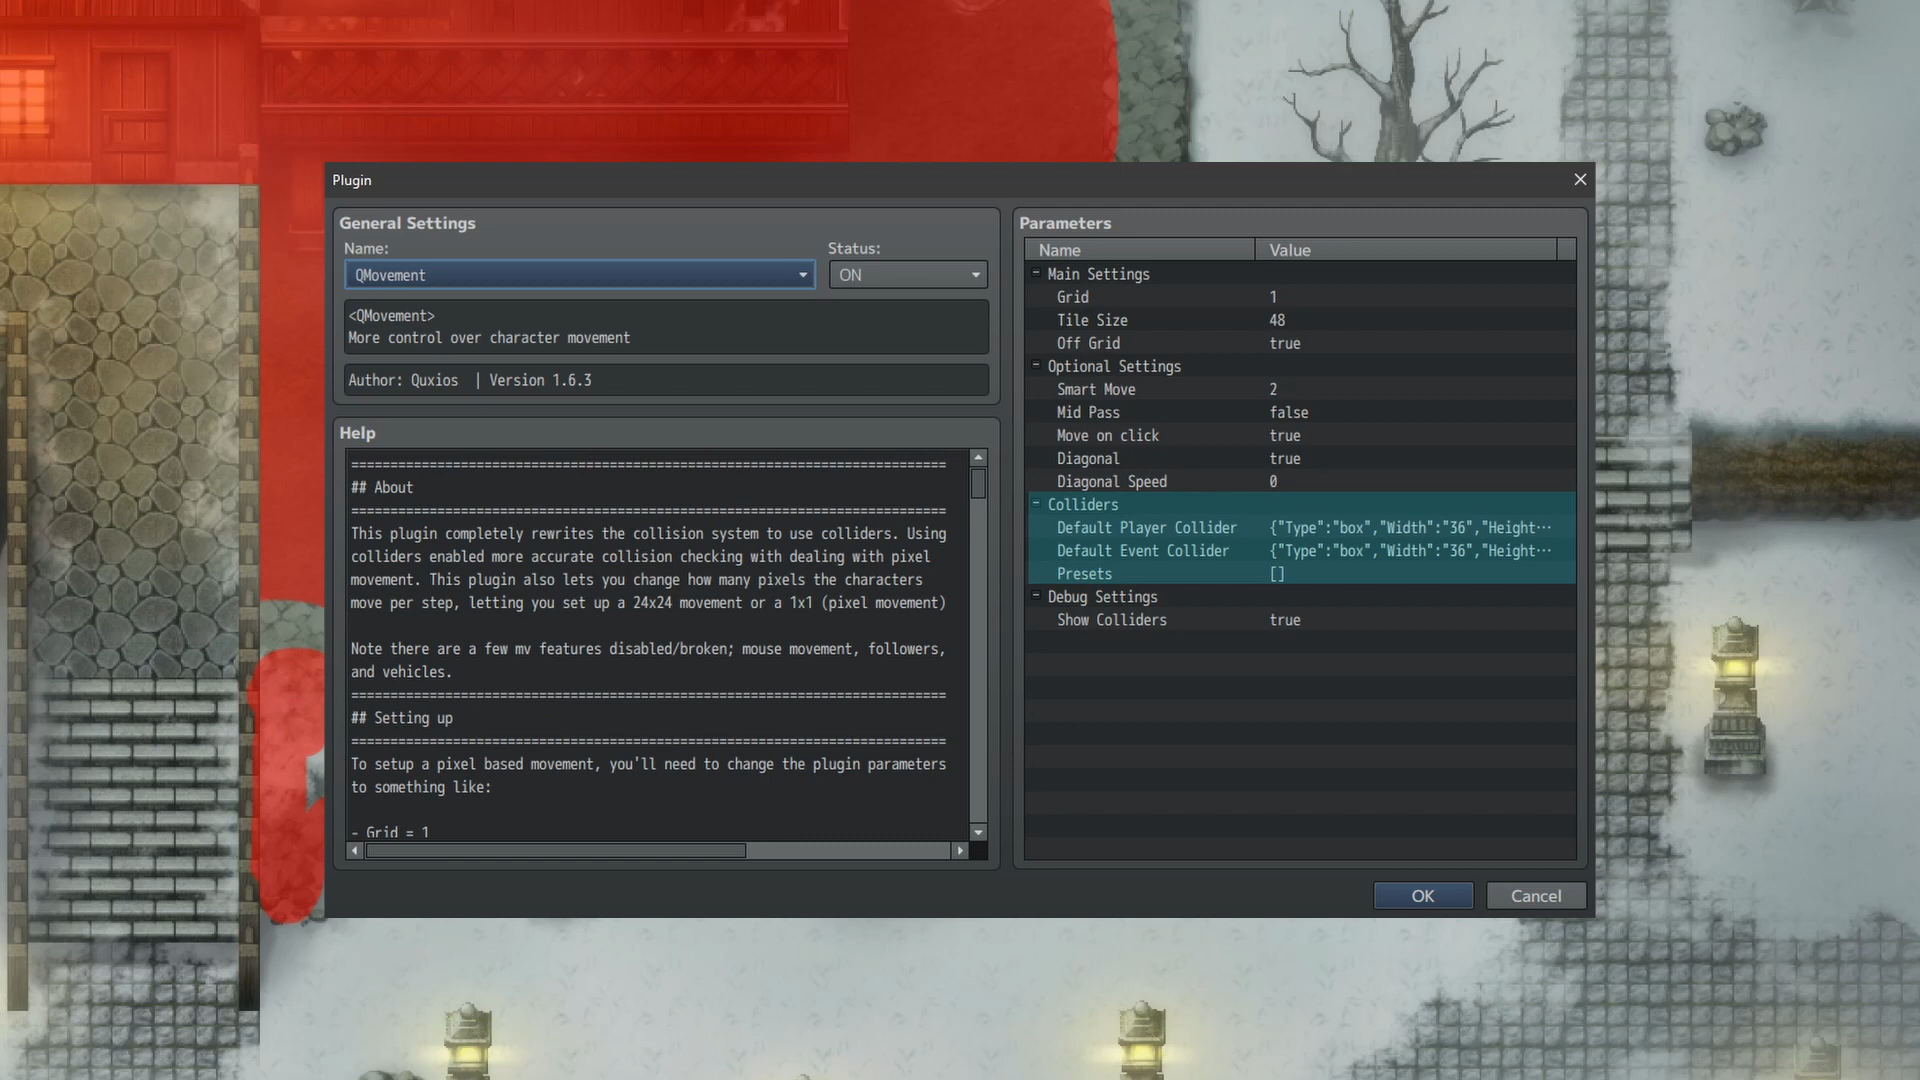 Plugin
General Settings
Name:
Status:
QMovement
ON
<QMovement>
More control over character movement
Author: Quxios | Version 1.6.3
Help
============================================================================
## About
============================================================================
This plugin completely rewrites the collision system to use colliders. Using
colliders enabled more accurate collision checking with dealing with pixel
movement. This plugin also lets you change how many pixels the characters
move per step, letting you set up a 24x24 movement or a 1x1 (pixel movement)
Note there are a few mv features disabled/broken; mouse movement, followers,
and vehicles.
============================================================================
## Setting up
============================================================================
To setup a pixel based movement, you'll need to change the plugin parameters
to something like:
- Grid = 1
Parameters
Name Value
Main Settings
Grid 1
Tile Size 48
Off Grid true
Optional Settings
Smart Move 2
Mid Pass false
Move on click true
Diagonal true
Diagonal Speed 0
Colliders
Default Player Collider {"Type":"box","Width":"36","Height…
Default Event Collider {"Type":"box","Width":"36","Height…
Presets []
Debug Settings
Show Colliders true
OK
Cancel